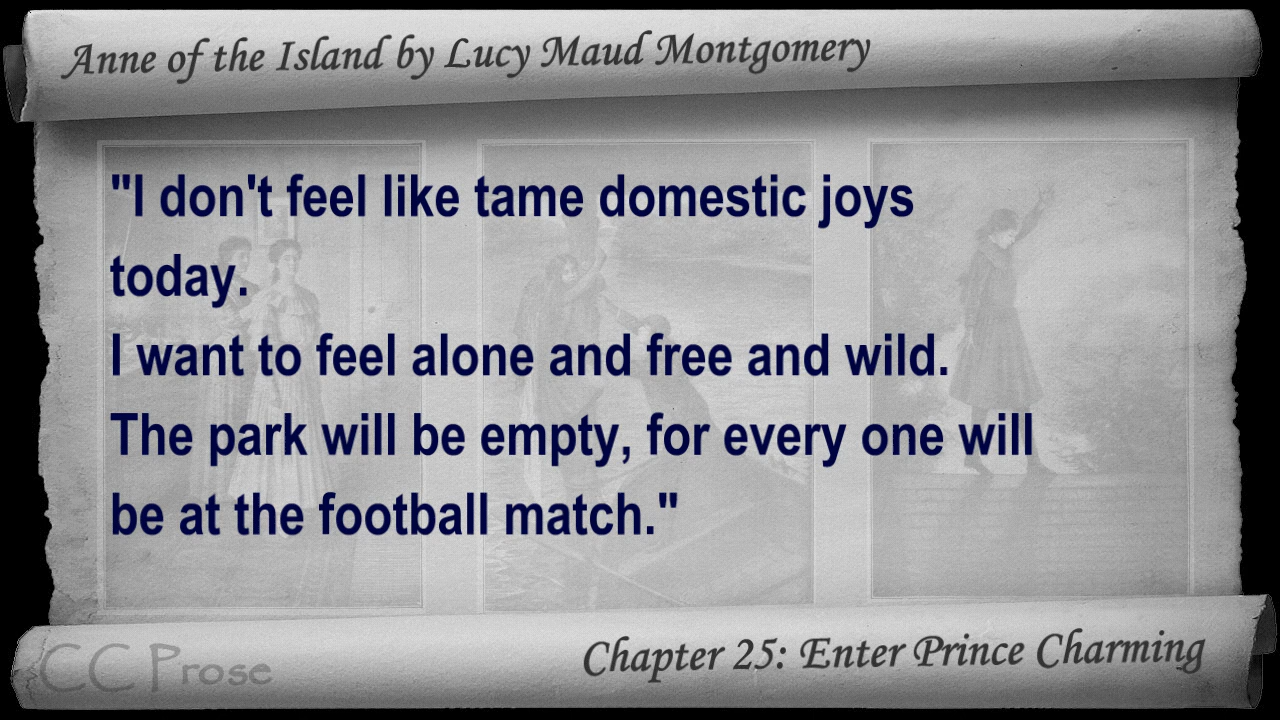 Anne of the Island by Lucy Maud Montgomery
"I don't feel like tame domestic joys
today.
I want to feel alone and free and wild.
The park will be empty, for every one will
be at the football match."
CC Prose
Chapter 25: Enter Prince Charming